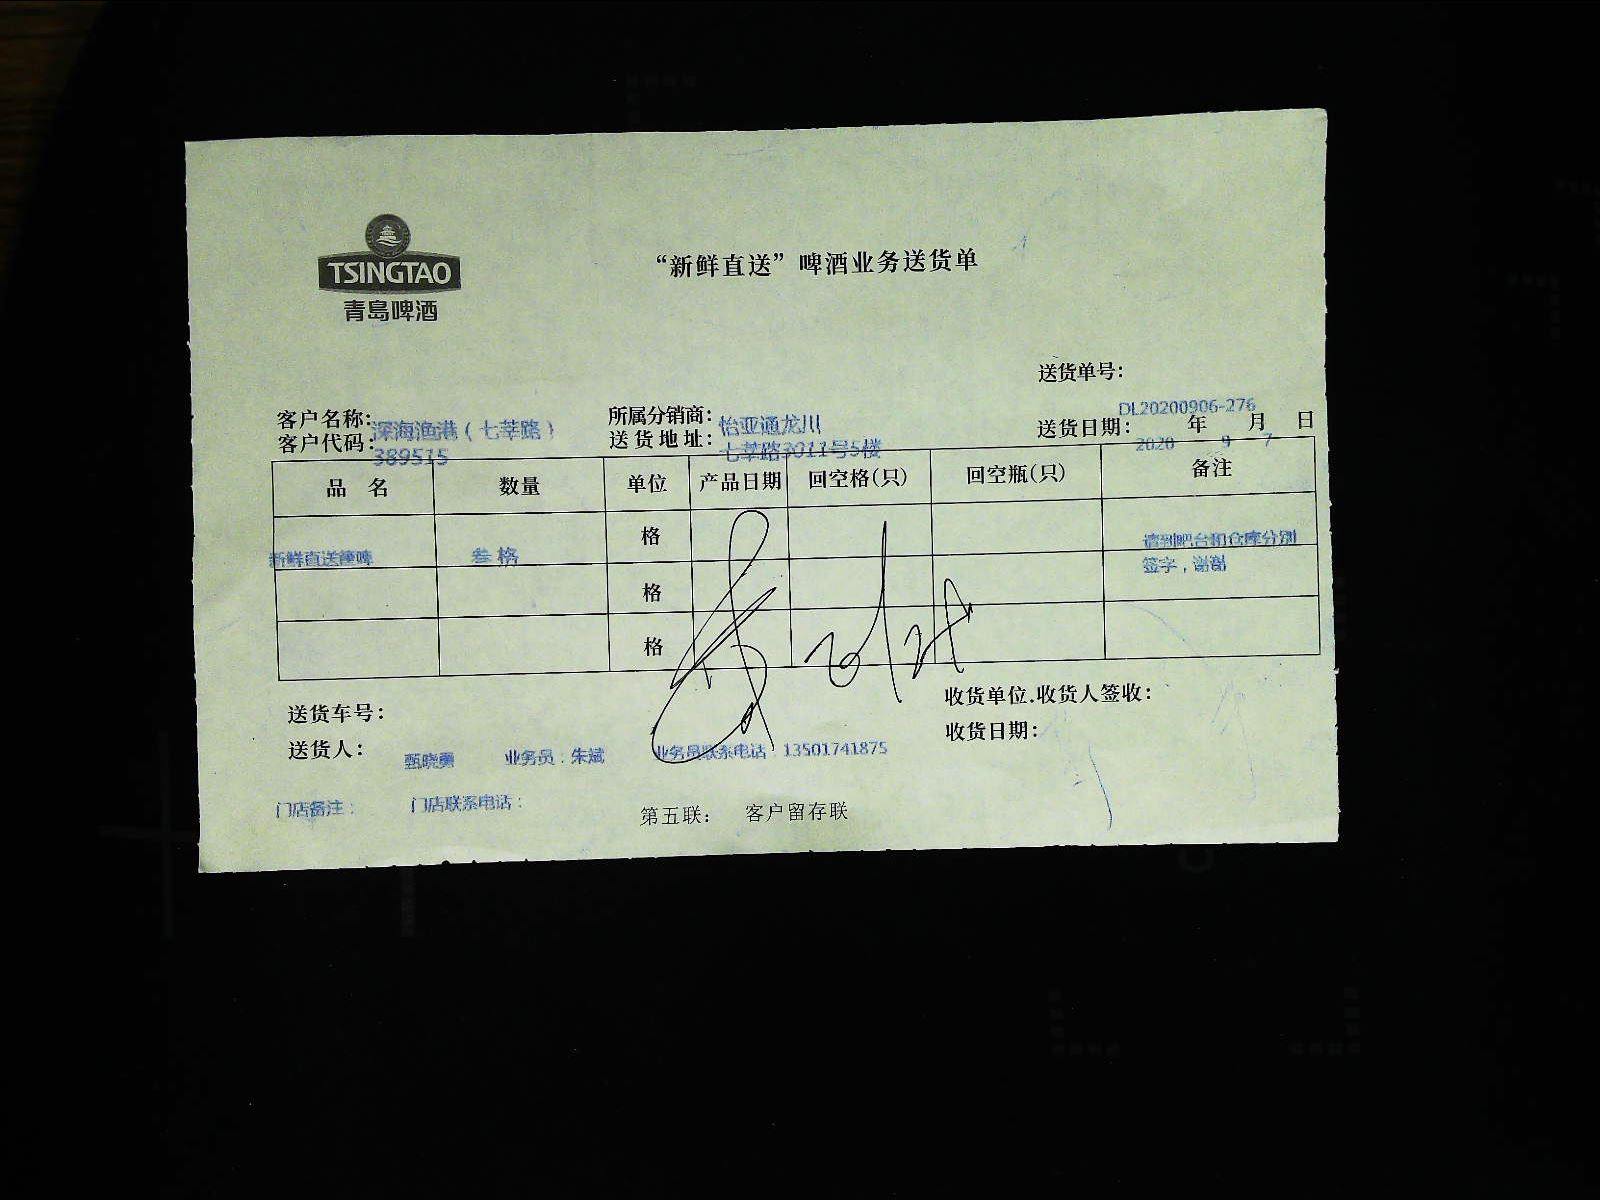 TSINGTAO
青岛啤酒
“新鲜直送”啤酒业务送货单
送货单号：
DL20200906-276
客户名称：深海渔港（七莘路） 所属分销商：怡亚通龙川 送货日期：2020年9月7日
客户代码：389515 送货地址：七莘路3011号5楼
品 名 数量 单位 产品日期 回空格(只) 回空瓶(只) 备注
新鲜直送 叁格 格 请到吧台和仓库分别
格 签字，谢谢
格
送货车号： 收货单位.收货人签收：
收货日期：
送货人：甄晓勇 业务员：朱斌 业务员联系电话：13501741875
门店备注： 门店联系电话：
第五联： 客户留存联